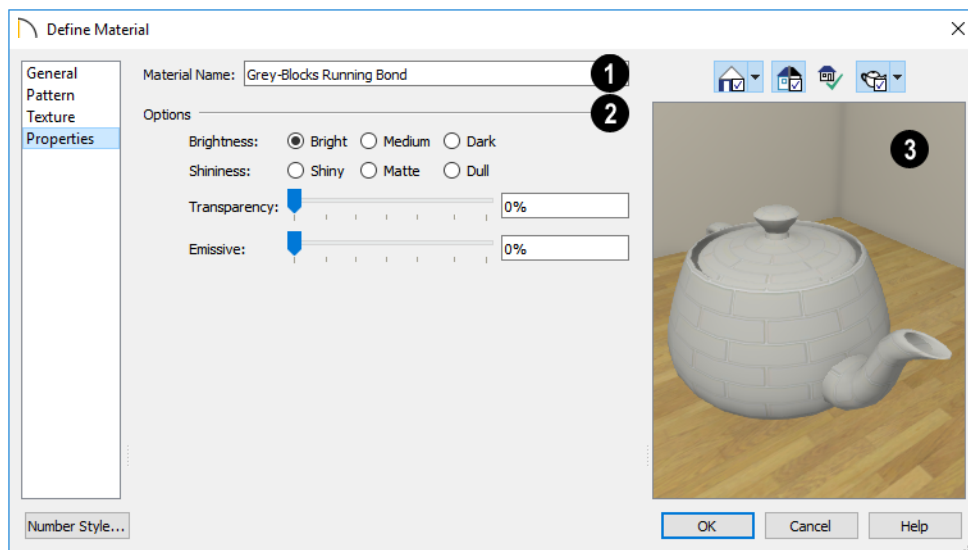 Define Material
General
Pattern
Texture
Properties
Material Name: Grey-Blocks Running Bond 1
Options 2
Brightness: Bright Medium Dark
Shininess: Shiny Matte Dull
Transparency: 0%
Emissive: 0%
3
Number Style...
OK Cancel Help